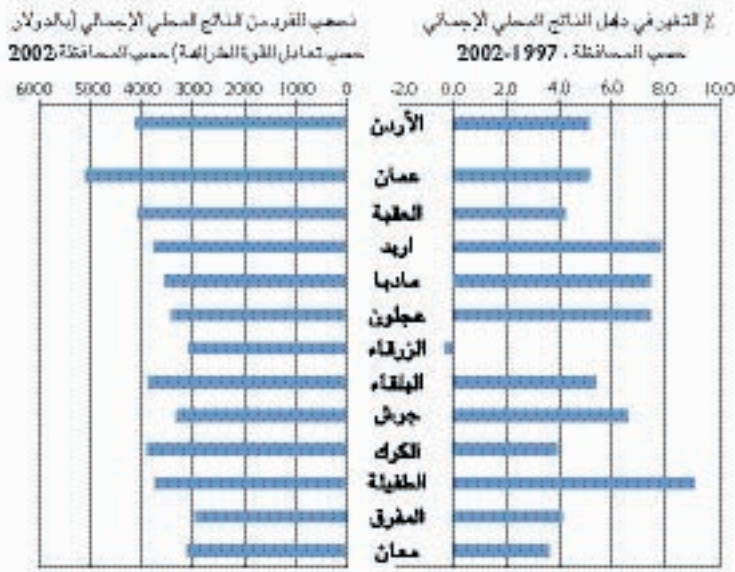 % التغير في دليل الناتج المحلي الإجمالي
حسب المحافظة، 1997-2002
نصيب الفرد من الناتج المحلي الإجمالي (بالدولار
حسب تعادل القوة الشرائية) حسب المحافظة 2002
6000 5000 4000 3000 2000 1000 0
-2.0 0.0 2.0 4.0 6.0 8.0 10.0
الأردن
عمان
العقبة
اربد
مادبا
عجلون
الزرقاء
البلقاء
جرش
الكرك
الطفيلة
المفرق
معان